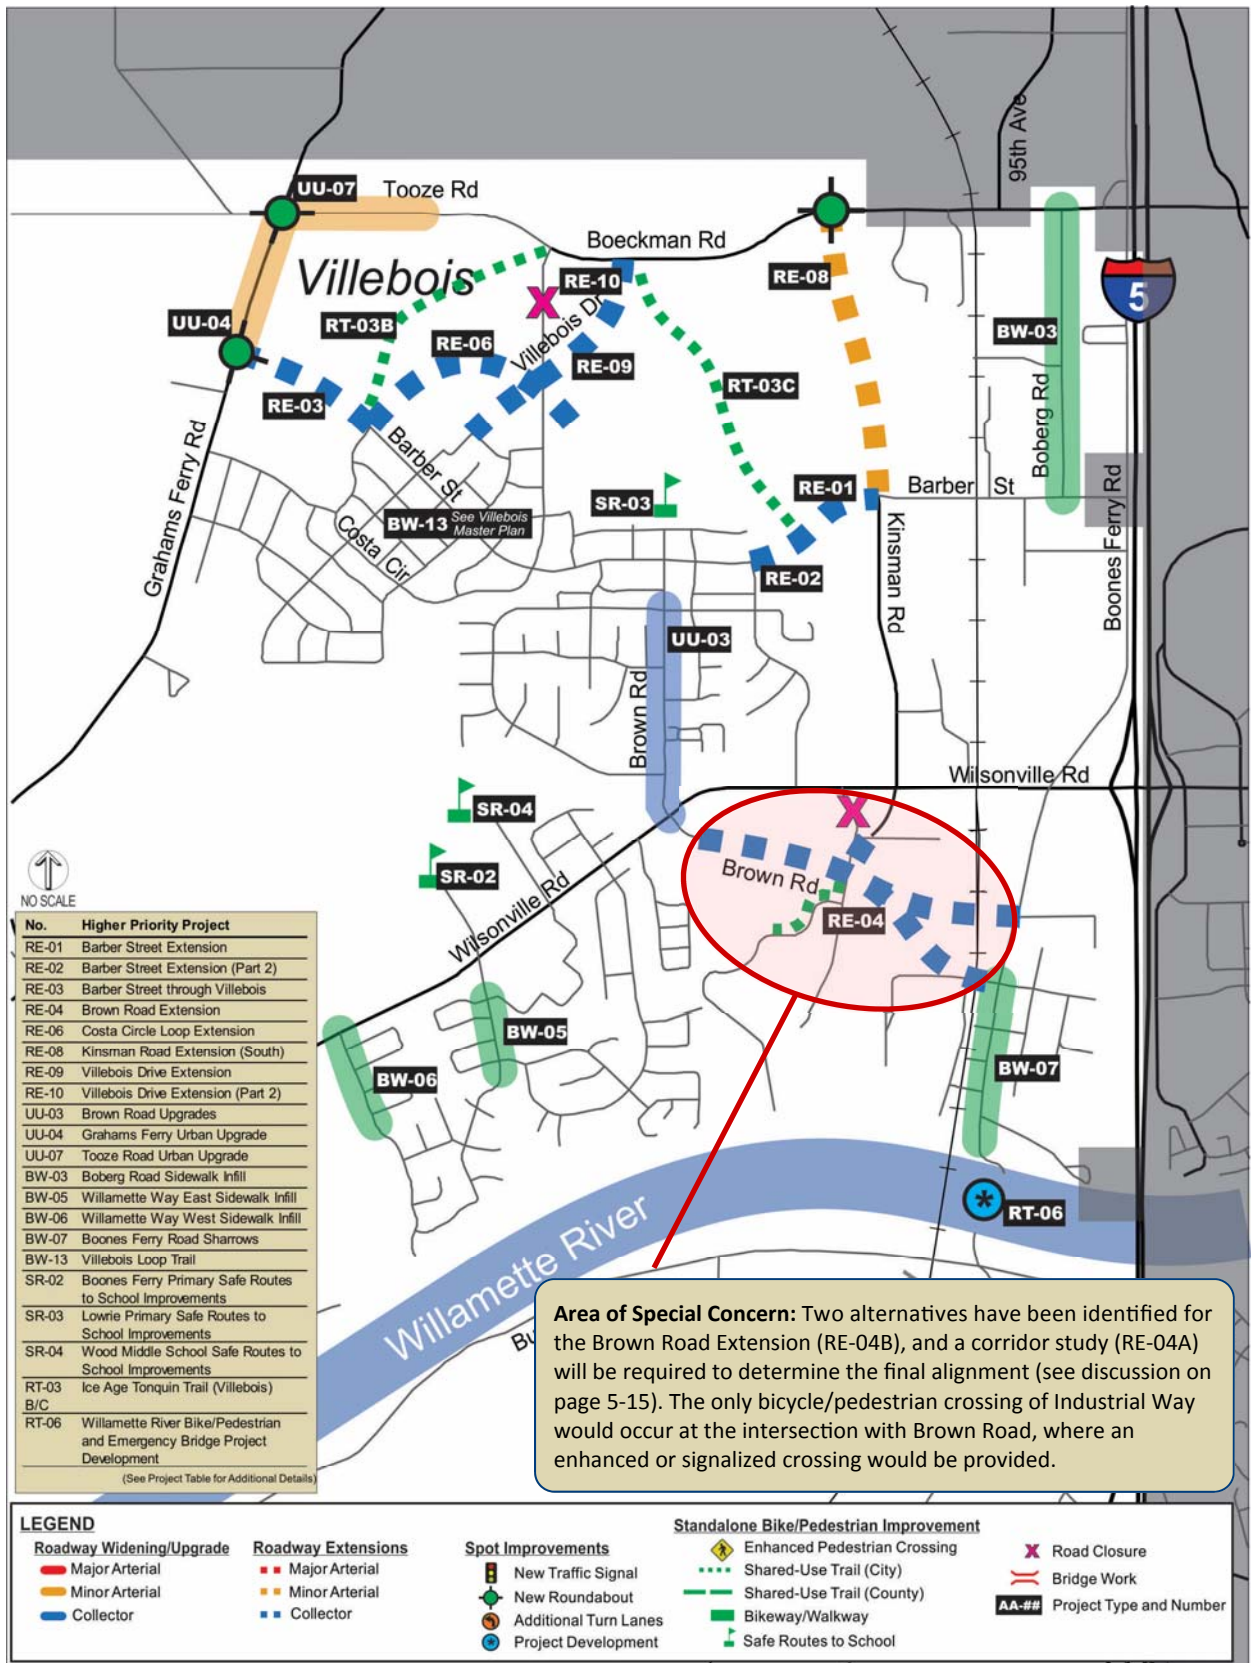 95th Ave
UU-07
Tooze Rd
Boeckman Rd
Villebois
RE-10
RE-08
5
UU-04
RT-03B
Villebois Dr
BW-03
RE-06
RE-09
RT-03C
Boberg Rd
RE-03
Grahams Ferry Rd
Barber St
RE-01
Barber St
SR-03
BW-13 See Villebois
Master Plan
Costa Cir
Kinsman Rd
Boones Ferry Rd
RE-02
UU-03
Brown Rd
Wilsonville Rd
SR-04
SR-02
Brown Rd
RE-04
Wilsonville Rd
NO SCALE
BW-05
BW-06
BW-07
RT-06
Willamette River
No. Higher Priority Project
RE-01 Barber Street Extension
RE-02 Barber Street Extension (Part 2)
RE-03 Barber Street through Villebois
RE-04 Brown Road Extension
RE-06 Costa Circle Loop Extension
RE-08 Kinsman Road Extension (South)
RE-09 Villebois Drive Extension
RE-10 Villebois Drive Extension (Part 2)
UU-03 Brown Road Upgrades
UU-04 Grahams Ferry Urban Upgrade
UU-07 Tooze Road Urban Upgrade
BW-03 Boberg Road Sidewalk Infill
BW-05 Willamette Way East Sidewalk Infill
BW-06 Willamette Way West Sidewalk Infill
BW-07 Boones Ferry Road Sharrows
BW-13 Villebois Loop Trail
SR-02 Boones Ferry Primary Safe Routes
to School Improvements
SR-03 Lowrie Primary Safe Routes to
School Improvements
SR-04 Wood Middle School Safe Routes to
School Improvements
RT-03 Ice Age Tonquin Trail (Villebois)
B/C
RT-06 Willamette River Bike/Pedestrian
and Emergency Bridge Project
Development
(See Project Table for Additional Details)
Bu
Area of Special Concern: Two alternatives have been identified for
the Brown Road Extension (RE-04B), and a corridor study (RE-04A)
will be required to determine the final alignment (see discussion on
page 5-15). The only bicycle/pedestrian crossing of Industrial Way
would occur at the intersection with Brown Road, where an
enhanced or signalized crossing would be provided.
LEGEND
Roadway Widening/Upgrade
Major Arterial
Minor Arterial
Collector
Roadway Extensions
Major Arterial
Minor Arterial
Collector
Spot Improvements
New Traffic Signal
New Roundabout
Additional Turn Lanes
Project Development
Standalone Bike/Pedestrian Improvement
Enhanced Pedestrian Crossing
Shared-Use Trail (City)
Shared-Use Trail (County)
Bikeway/Walkway
Safe Routes to School
Road Closure
Bridge Work
AA-## Project Type and Number